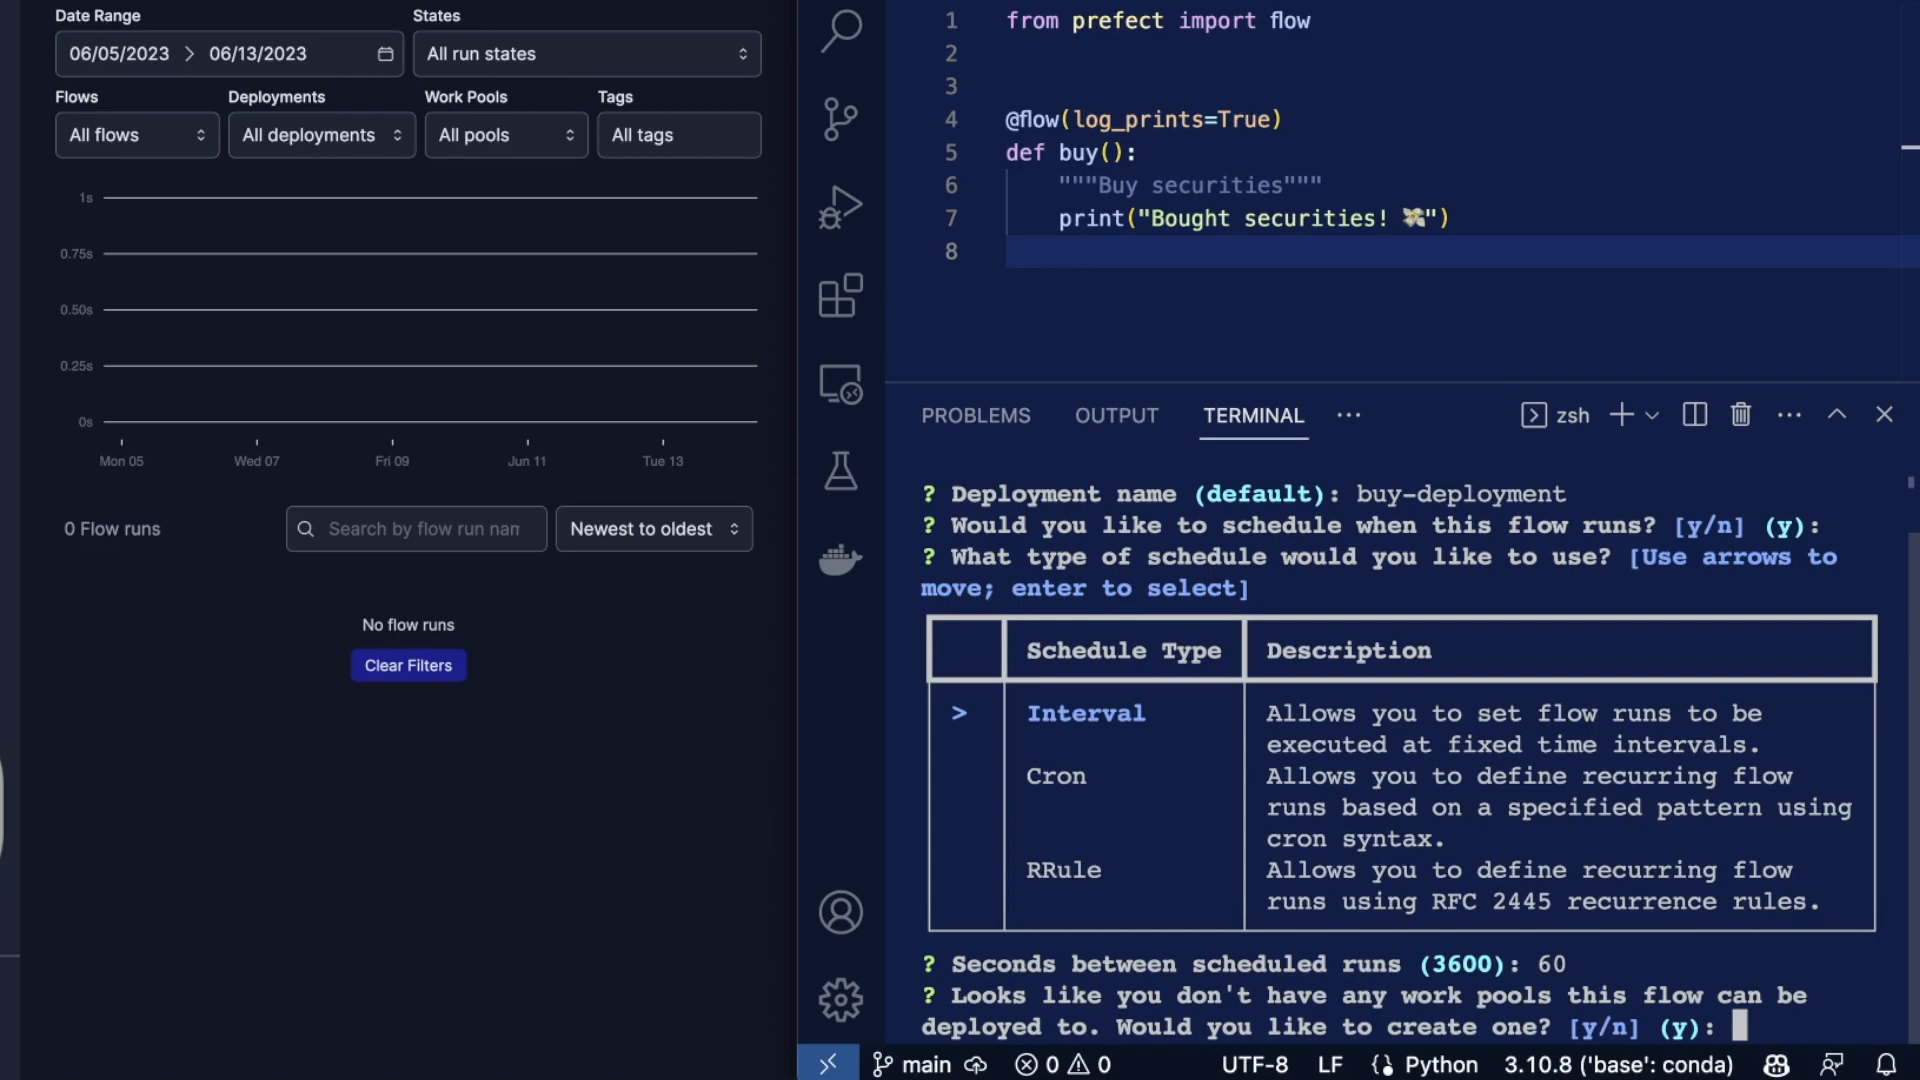 Date Range
States
06/05/2023 > 06/13/2023
All run states
Flows
Deployments
Work Pools
Tags
All flows
All deployments
All pools
All tags
1s
0.75s
0.50s
0.25s
0s
Mon 05
Wed 07
Fri 09
Jun 11
Tue 13
0 Flow runs
Search by flow run nam
Newest to oldest
No flow runs
Clear Filters
1 from prefect import flow
2
3
4 @flow(log_prints=True)
5 def buy():
6 """Buy securities"""
7 print("Bought securities! 💸")
8
PROBLEMS OUTPUT TERMINAL ··· zsh
? Deployment name (default): buy-deployment
? Would you like to schedule when this flow runs? [y/n] (y):
? What type of schedule would you like to use? [Use arrows to
move; enter to select]
Schedule Type Description
> Interval Allows you to set flow runs to be
executed at fixed time intervals.
Cron Allows you to define recurring flow
runs based on a specified pattern using
cron syntax.
RRule Allows you to define recurring flow
runs using RFC 2445 recurrence rules.
? Seconds between scheduled runs (3600): 60
? Looks like you don't have any work pools this flow can be
deployed to. Would you like to create one? [y/n] (y):
main 0 0 UTF-8 LF Python 3.10.8 ('base': conda)